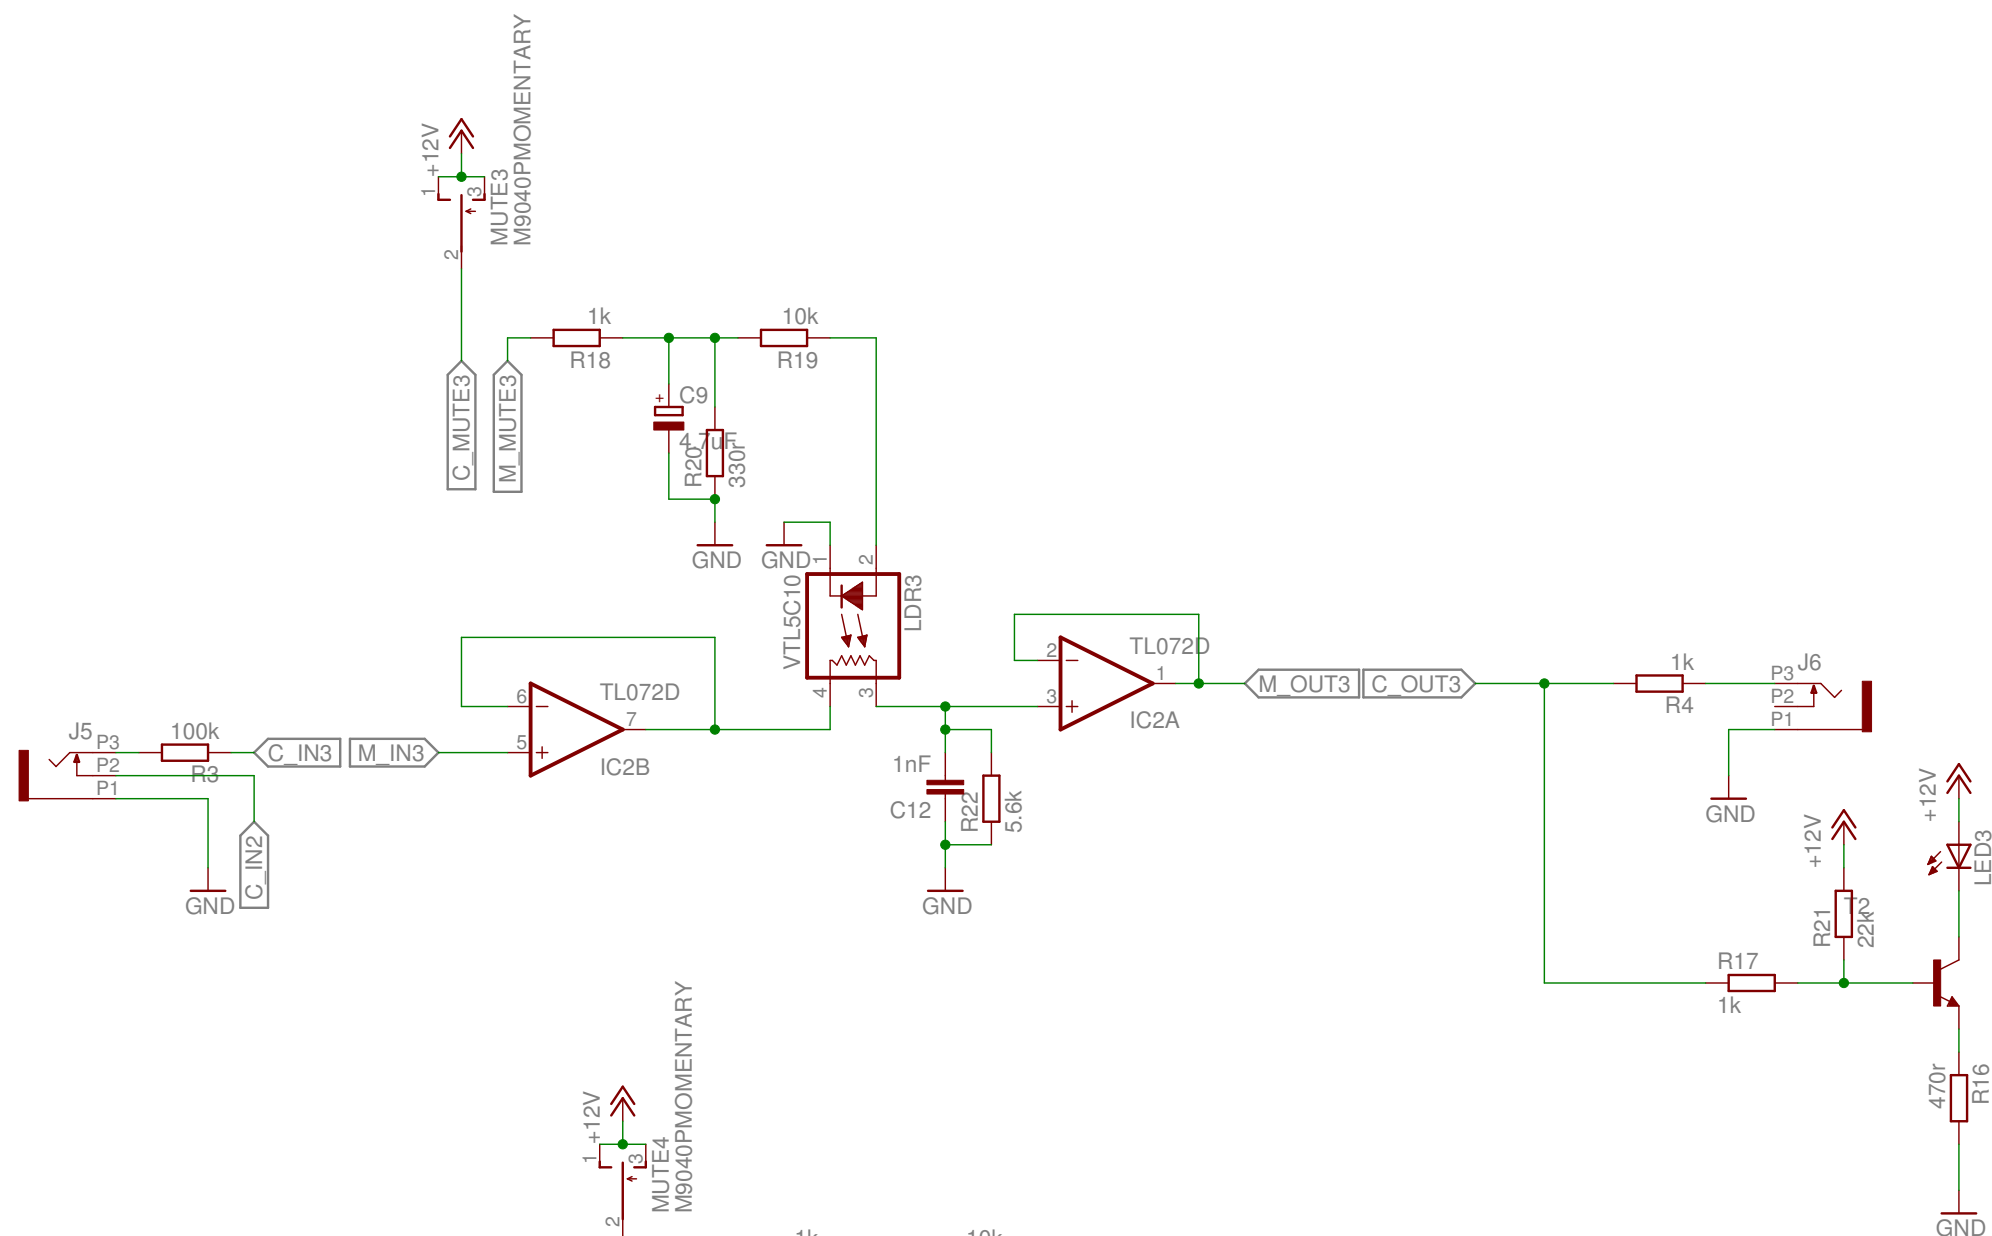 +12V
1
3
2
MUTE3
M9040PMOMENTARY
C_MUTE3
M_MUTE3
1k
R18
10k
R19
+
C9
4.7uF
R20
330r
GND
GND
1
2
4
3
VTL5C10
LDR3
J5
P3
P2
P1
100k
R3
C_IN3
M_IN3
C_IN2
GND
6
5
7
TL072D
IC2B
1nF
C12
R22
5.6k
GND
2
3
1
TL072D
IC2A
M_OUT3
C_OUT3
1k
R4
J6
P3
P2
P1
GND
+12V
R21
22k
T2
R17
1k
+12V
LED3
470r
R16
GND
+12V
1
3
2
MUTE4
M9040PMOMENTARY
1k
10k